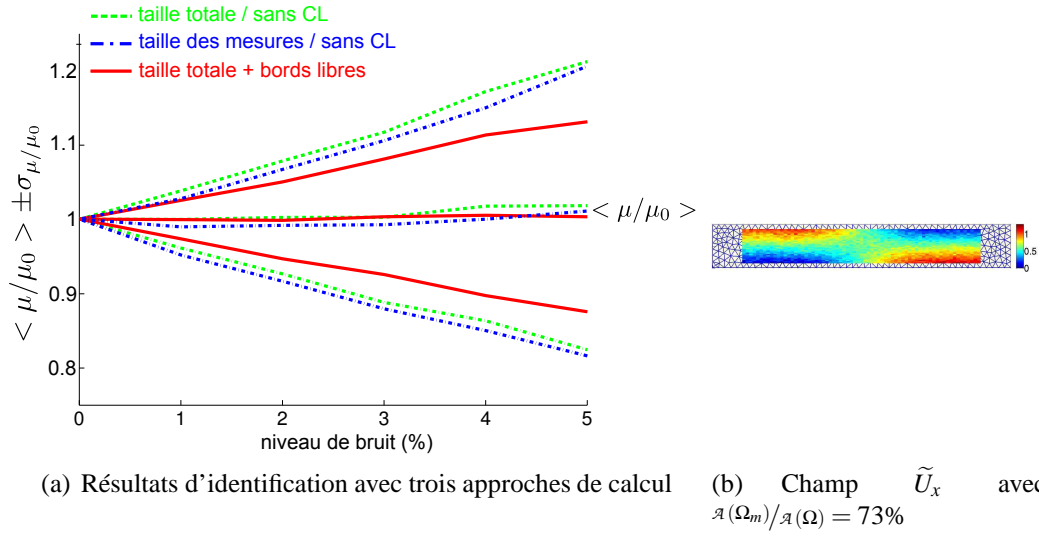 taille totale / sans CL
taille des mesures / sans CL
taille totale + bords libres
< μ/μ₀ > ±σ_{μ/μ₀}
1.2
1.1
1
0.9
0.8
0 1 2 3 4 5
niveau de bruit (%)
< μ/μ₀ >
1
0.5
0
(a) Résultats d'identification avec trois approches de calcul
(b) Champ Ũₓ avec
𝒜(Ωₘ)/𝒜(Ω) = 73%